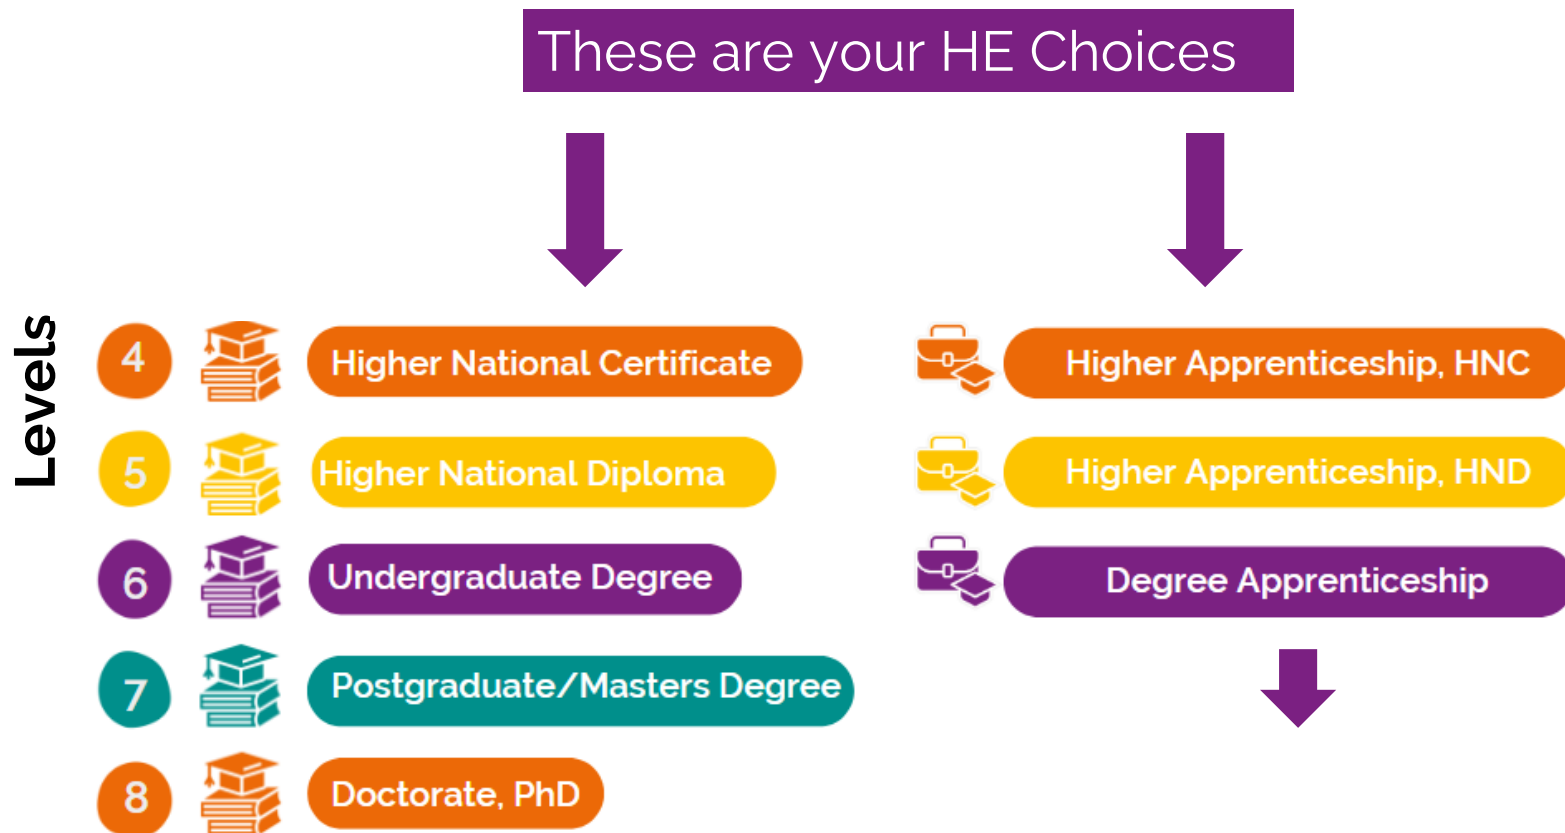 These are your HE Choices
Levels
4
Higher National Certificate
Higher Apprenticeship, HNC
5
Higher National Diploma
Higher Apprenticeship, HND
6
Undergraduate Degree
Degree Apprenticeship
7
Postgraduate/Masters Degree
8
Doctorate, PhD